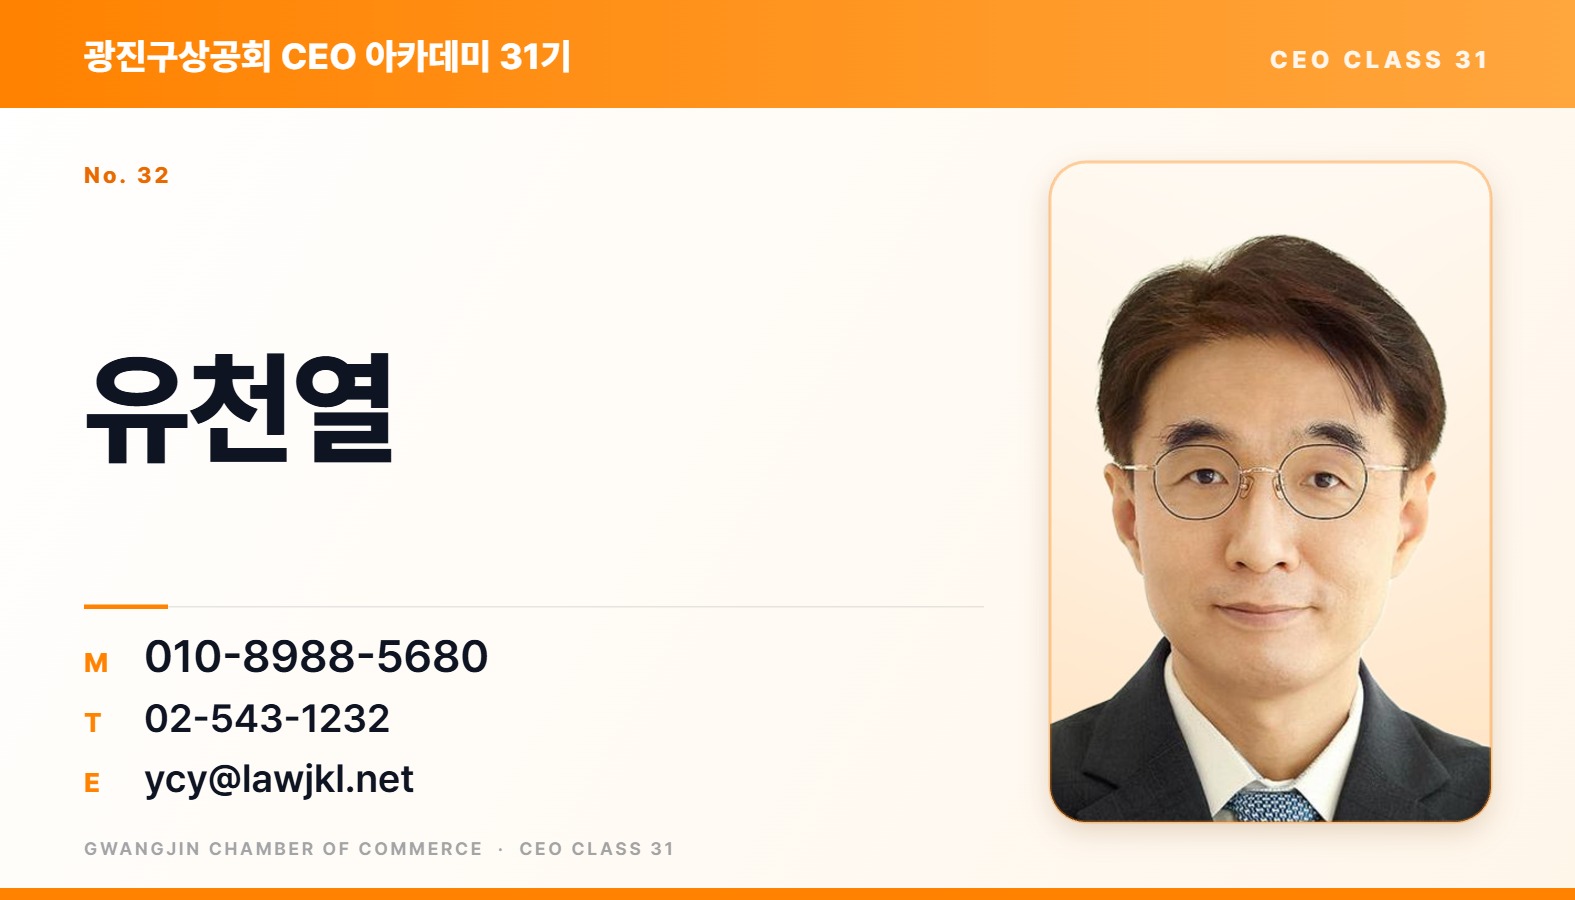 광진구상공회 CEO 아카데미 31기
CEO CLASS 31
No. 32
유천열
M 010-8988-5680
T 02-543-1232
E ycy@lawjkl.net
GWANGJIN CHAMBER OF COMMERCE · CEO CLASS 31